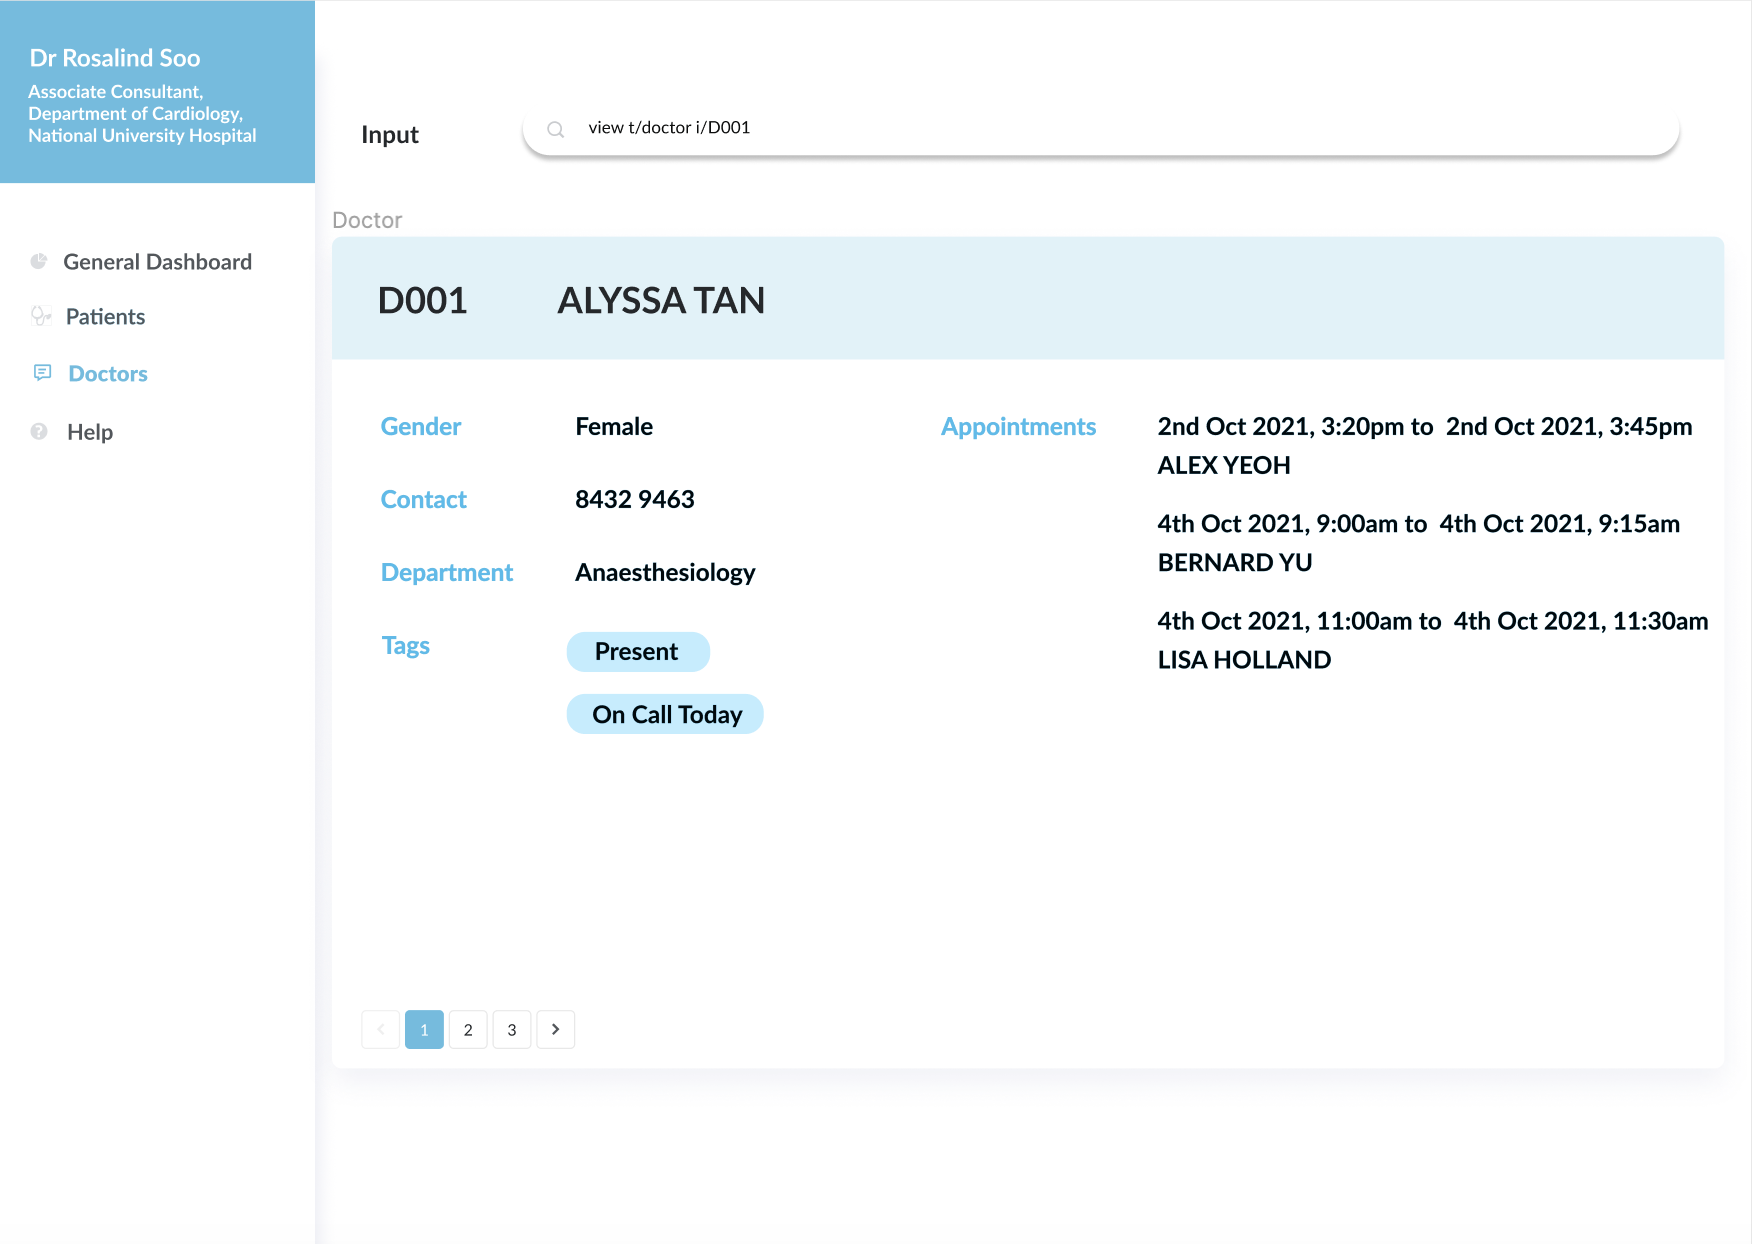 Dr Rosalind Soo
Associate Consultant,
Department of Cardiology,
National University Hospital
General Dashboard
Patients
Doctors
Help
Input
view t/doctor i/D001
Doctor
D001 ALYSSA TAN
Gender Female
Contact 8432 9463
Department Anaesthesiology
Tags Present
On Call Today
Appointments 2nd Oct 2021, 3:20pm to 2nd Oct 2021, 3:45pm
ALEX YEOH
4th Oct 2021, 9:00am to 4th Oct 2021, 9:15am
BERNARD YU
4th Oct 2021, 11:00am to 4th Oct 2021, 11:30am
LISA HOLLAND
1 2 3